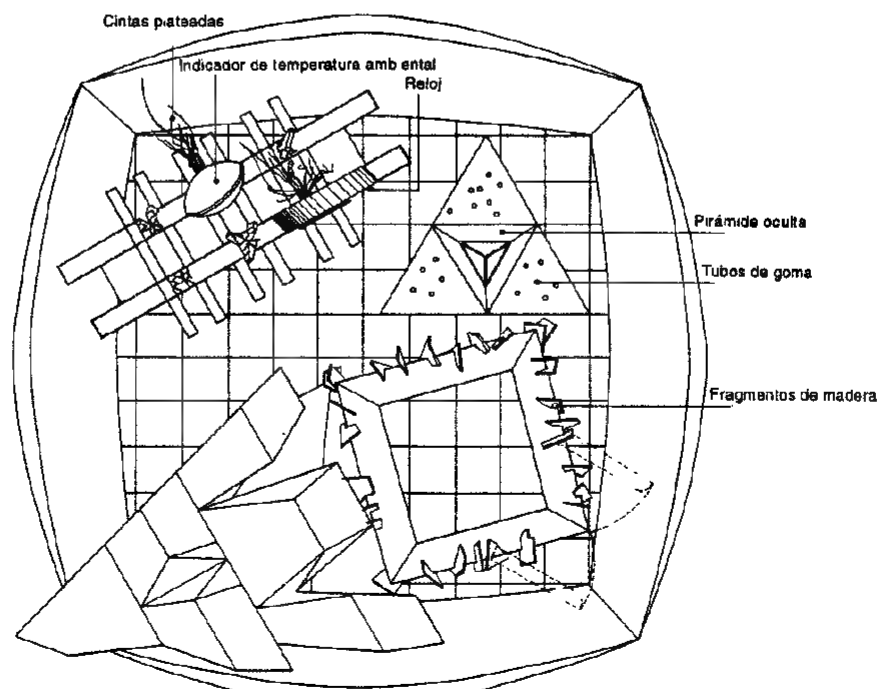 Cintas plateadas
Indicador de temperatura amb ental
Reloj
Pirámide oculta
Tubos de goma
Fragmentos de madera